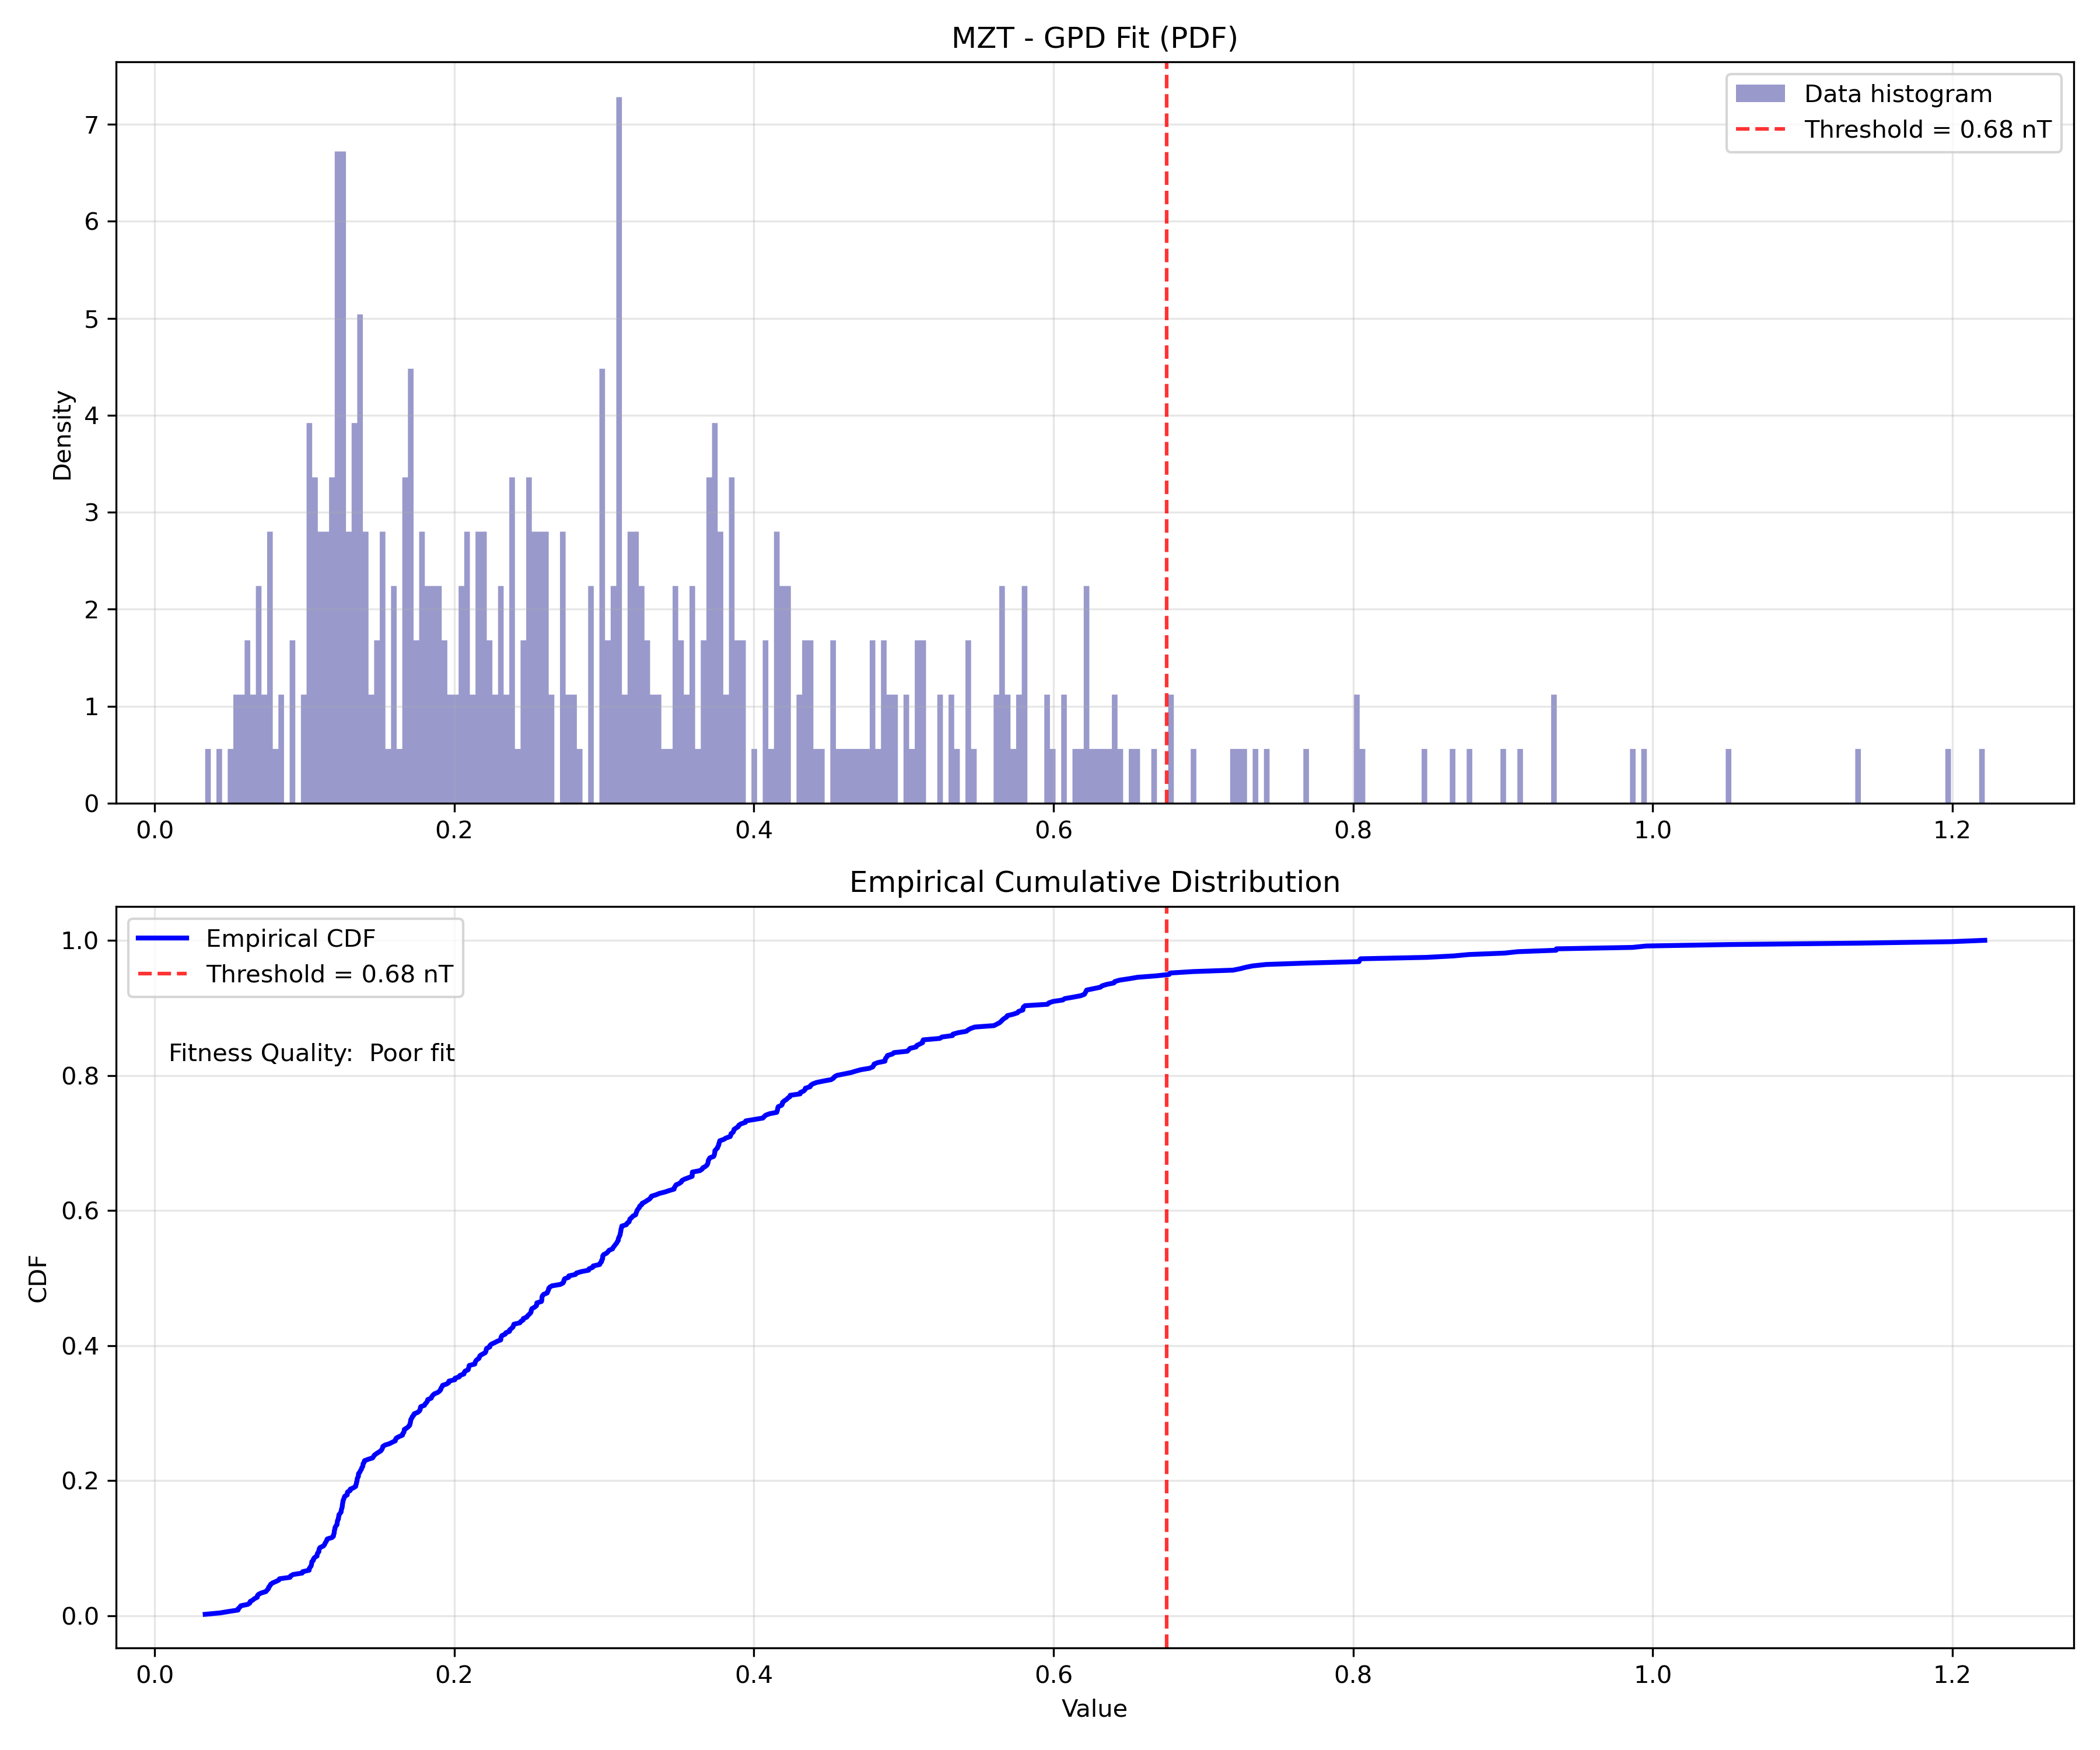 MZT - GPD Fit (PDF)
Data histogram
Threshold = 0.68 nT
Density
7
6
5
4
3
2
1
0
0.0 0.2 0.4 0.6 0.8 1.0 1.2
Empirical Cumulative Distribution
Empirical CDF
Threshold = 0.68 nT
Fitness Quality:  Poor fit
CDF
1.0
0.8
0.6
0.4
0.2
0.0
0.0 0.2 0.4 0.6 0.8 1.0 1.2
Value